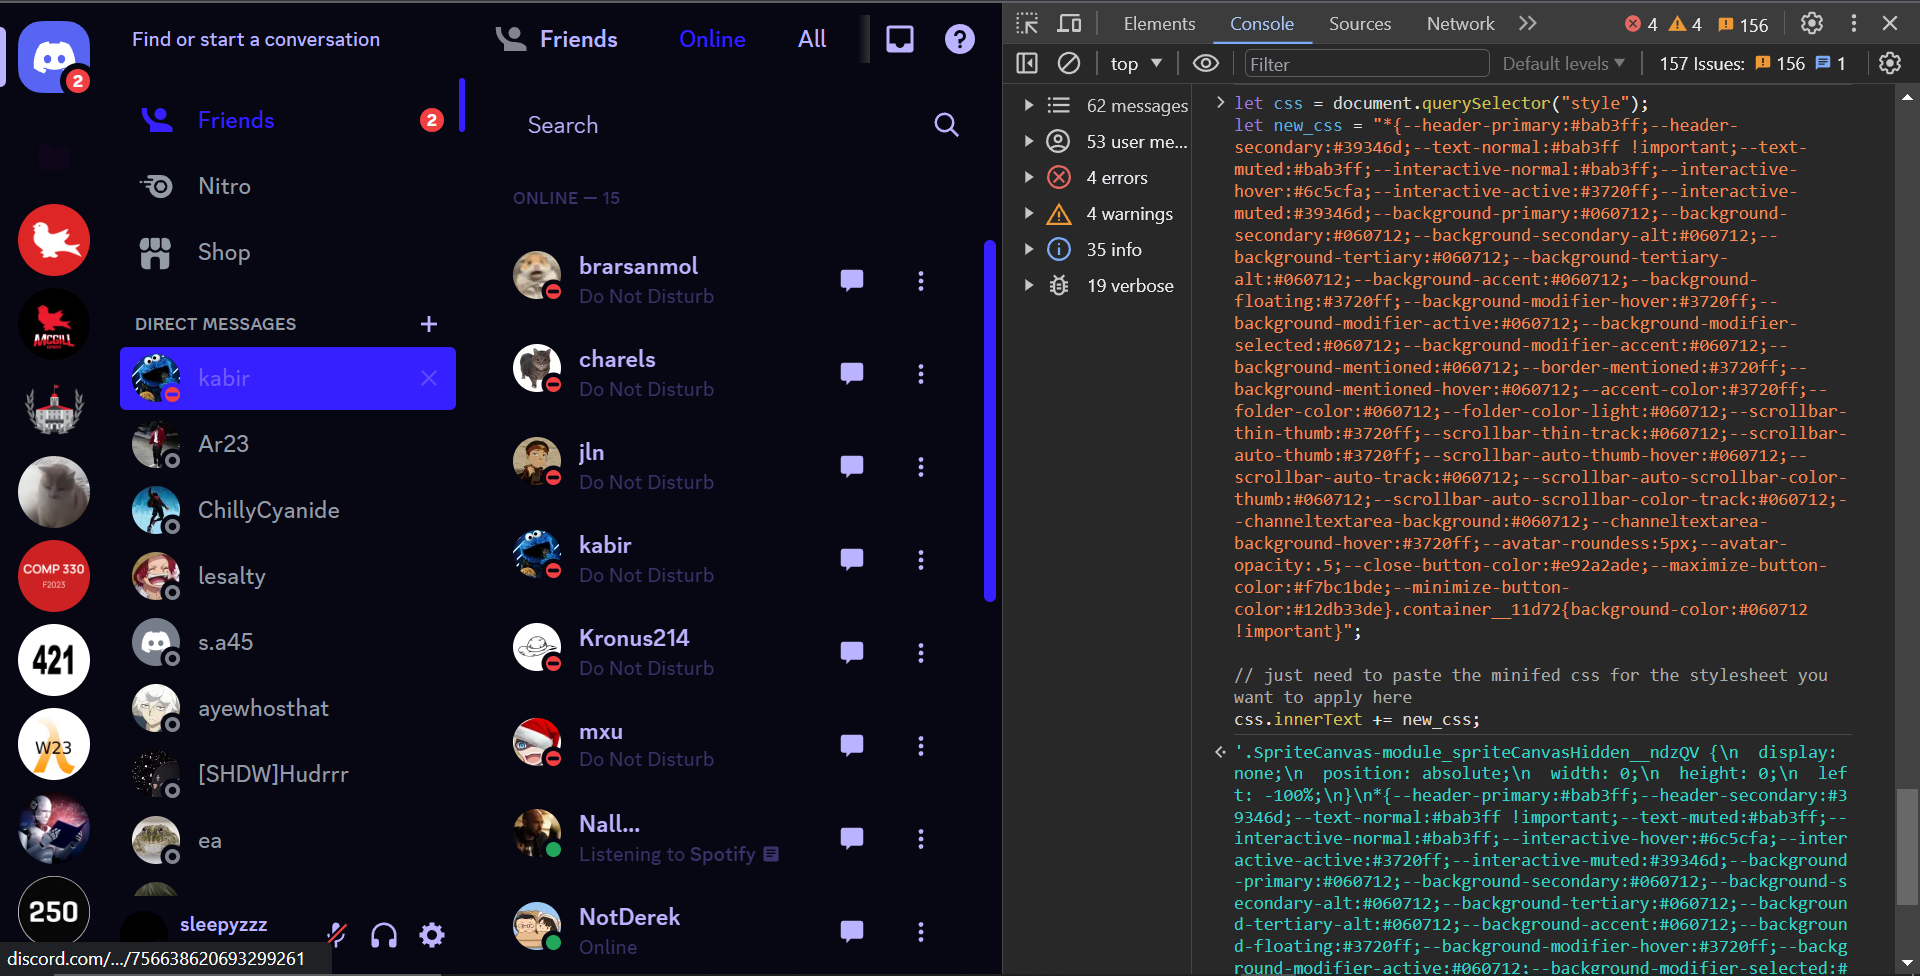 Find or start a conversation
Friends
Online
All
2
Friends
2
Nitro
Shop
DIRECT MESSAGES
kabir
Ar23
ChillyCyanide
lesalty
s.a45
ayewhosthat
[SHDW]Hudrrr
ea
McGILL
COMP 330
F2023
421
W23
250
sleepyzzz
discord.com/.../756638620693299261
Search
ONLINE — 15
brarsanmol
Do Not Disturb
charels
Do Not Disturb
jln
Do Not Disturb
kabir
Do Not Disturb
Kronus214
Do Not Disturb
mxu
Do Not Disturb
Nall...
Listening to Spotify
NotDerek
Online
Elements
Console
Sources
Network
4
4
156
top
Filter
Default levels
157 Issues:
156
1
62 messages
53 user me...
4 errors
4 warnings
35 info
19 verbose
let css = document.querySelector("style");
let new_css = "*{--header-primary:#bab3ff;--header-
secondary:#39346d;--text-normal:#bab3ff !important;--text-
muted:#bab3ff;--interactive-normal:#bab3ff;--interactive-
hover:#6c5cfa;--interactive-active:#3720ff;--interactive-
muted:#39346d;--background-primary:#060712;--background-
secondary:#060712;--background-secondary-alt:#060712;--
background-tertiary:#060712;--background-tertiary-
alt:#060712;--background-accent:#060712;--background-
floating:#3720ff;--background-modifier-hover:#3720ff;--
background-modifier-active:#060712;--background-modifier-
selected:#060712;--background-modifier-accent:#060712;--
background-mentioned:#060712;--border-mentioned:#3720ff;--
background-mentioned-hover:#060712;--accent-color:#3720ff;--
folder-color:#060712;--folder-color-light:#060712;--scrollbar-
thin-thumb:#3720ff;--scrollbar-thin-track:#060712;--scrollbar-
auto-thumb:#3720ff;--scrollbar-auto-thumb-hover:#060712;--
scrollbar-auto-track:#060712;--scrollbar-auto-scrollbar-color-
thumb:#060712;--scrollbar-auto-scrollbar-color-track:#060712;-
-channeltextarea-background:#060712;--channeltextarea-
background-hover:#3720ff;--avatar-roundess:5px;--avatar-
opacity:.5;--close-button-color:#e92a2ade;--maximize-button-
color:#f7bc1bde;--minimize-button-
color:#12db33de}.container__11d72{background-color:#060712
!important}";
// just need to paste the minifed css for the stylesheet you
want to apply here
css.innerText += new_css;
'.SpriteCanvas-module_spriteCanvasHidden__ndzQV {\n  display:
none;\n  position: absolute;\n  width: 0;\n  height: 0;\n  lef
t: -100%;\n}\n*{--header-primary:#bab3ff;--header-secondary:#3
9346d;--text-normal:#bab3ff !important;--text-muted:#bab3ff;--
interactive-normal:#bab3ff;--interactive-hover:#6c5cfa;--inter
active-active:#3720ff;--interactive-muted:#39346d;--background
-primary:#060712;--background-secondary:#060712;--background-s
econdary-alt:#060712;--background-tertiary:#060712;--backgroun
d-tertiary-alt:#060712;--background-accent:#060712;--backgroun
d-floating:#3720ff;--background-modifier-hover:#3720ff;--backg
round-modifier-active:#060712;--background-modifier-selected:#